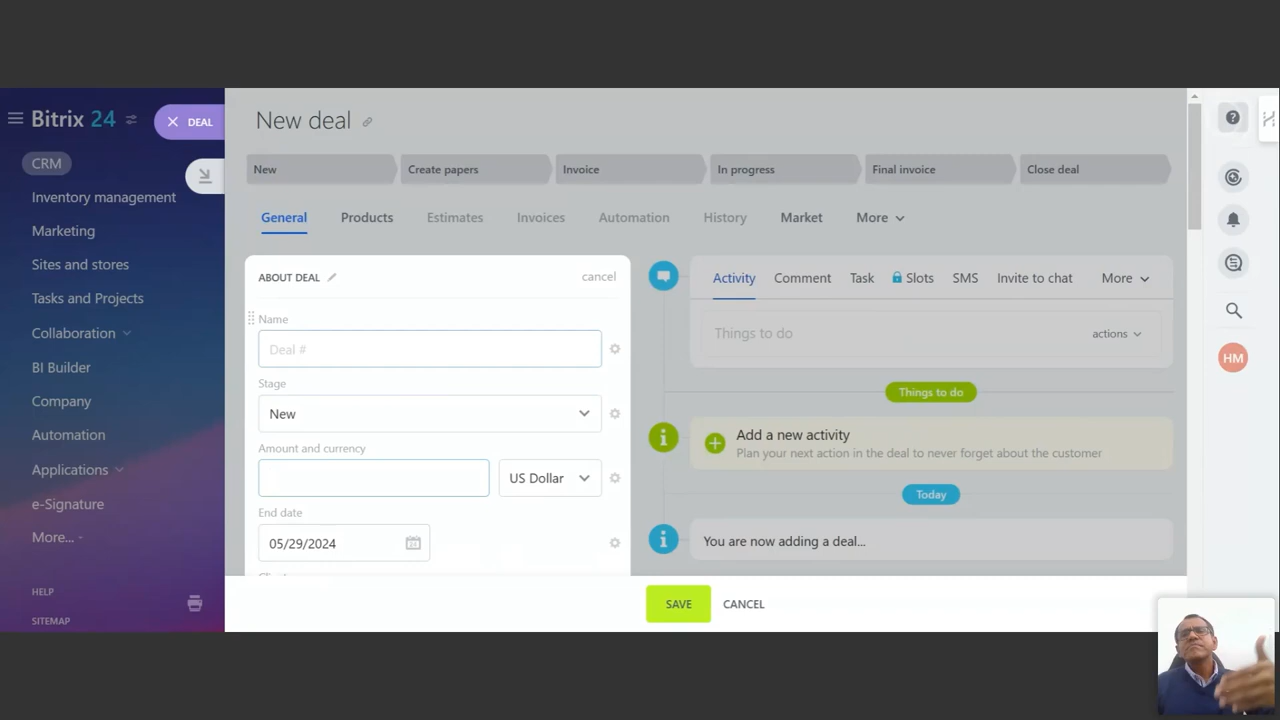 Bitrix 24
DEAL
CRM
Inventory management
Marketing
Sites and stores
Tasks and Projects
Collaboration
BI Builder
Company
Automation
Applications
e-Signature
More...
HELP
SITEMAP
New deal
New
Create papers
Invoice
In progress
Final invoice
Close deal
General
Products
Estimates
Invoices
Automation
History
Market
More
ABOUT DEAL
cancel
Name
Deal #
Stage
New
Amount and currency
US Dollar
End date
05/29/2024
Activity
Comment
Task
Slots
SMS
Invite to chat
More
Things to do
actions
Things to do
Add a new activity
Plan your next action in the deal to never forget about the customer
Today
You are now adding a deal...
SAVE
CANCEL
HM